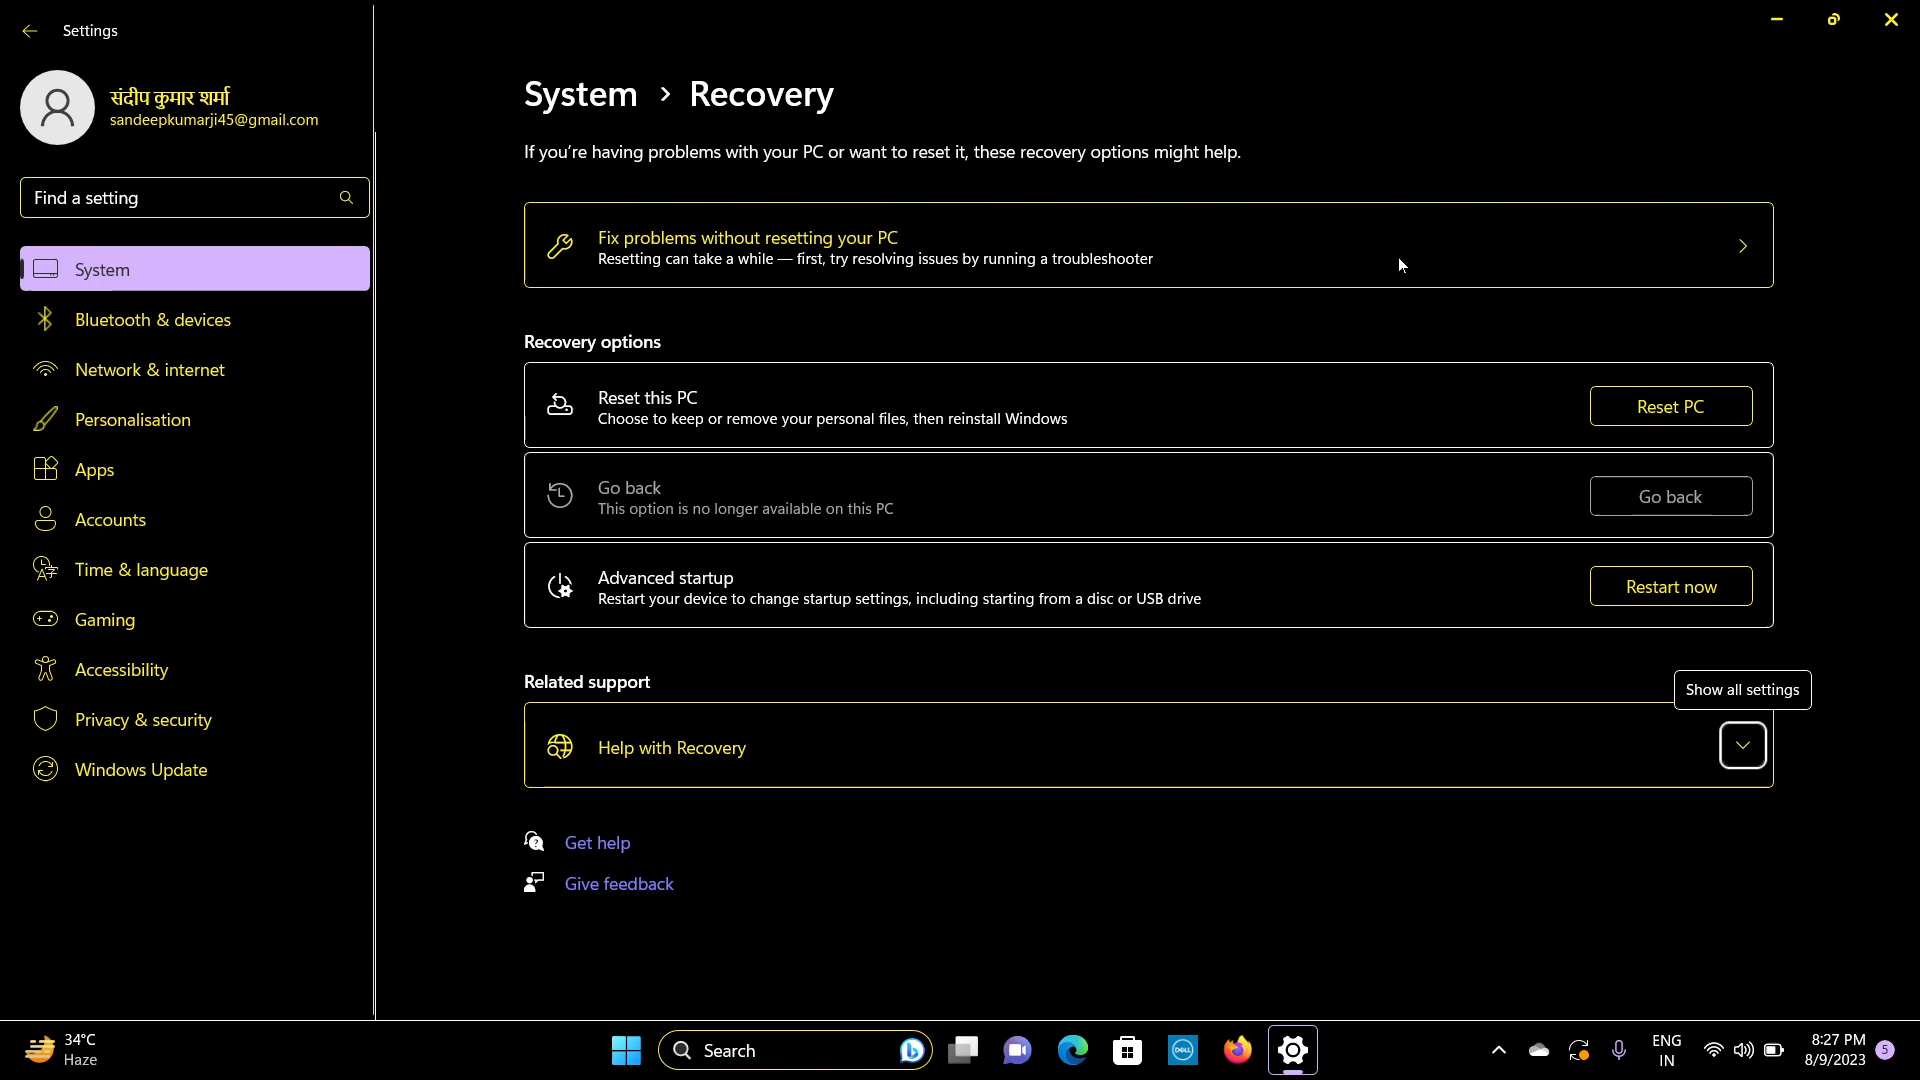 Settings
संदीप कुमार शर्मा
sandeepkumarji45@gmail.com
Find a setting
System
Bluetooth & devices
Network & internet
Personalisation
Apps
Accounts
Time & language
Gaming
Accessibility
Privacy & security
Windows Update
System > Recovery
If you're having problems with your PC or want to reset it, these recovery options might help.
Fix problems without resetting your PC
Resetting can take a while — first, try resolving issues by running a troubleshooter
Recovery options
Reset this PC
Choose to keep or remove your personal files, then reinstall Windows
Reset PC
Go back
This option is no longer available on this PC
Go back
Advanced startup
Restart your device to change startup settings, including starting from a disc or USB drive
Restart now
Related support
Show all settings
Help with Recovery
Get help
Give feedback
34°C
Haze
Search
DELL
ENG
IN
8:27 PM
8/9/2023
5